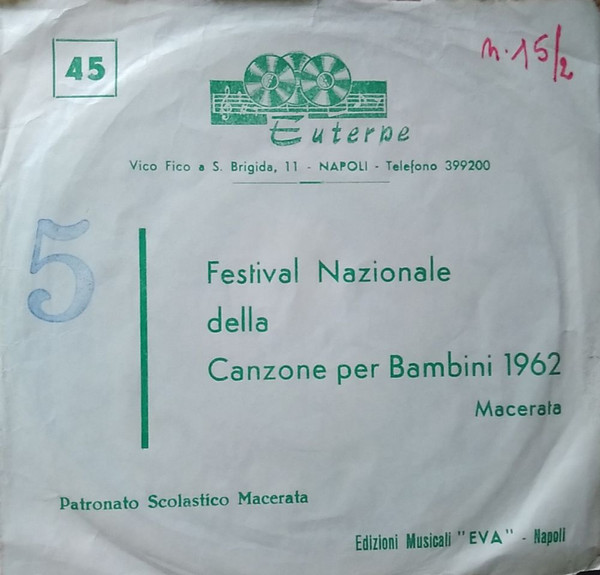 45
n. 15/2
Euterpe
Vico Fico a S. Brigida, 11 - NAPOLI - Telefono 399200
5
Festival Nazionale
della
Canzone per Bambini 1962
Macerata
Patronato Scolastico Macerata
Edizioni Musicali "EVA" - Napoli